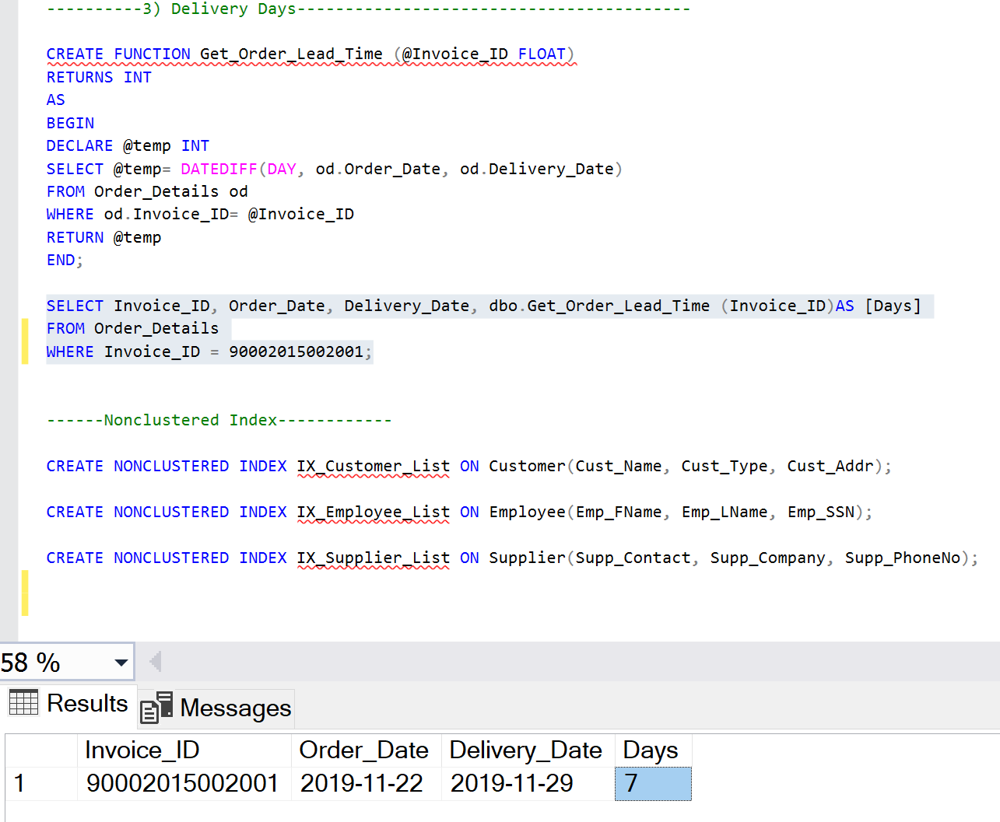 ----------3) Delivery Days-----------------------------------------
CREATE FUNCTION Get_Order_Lead_Time (@Invoice_ID FLOAT)
RETURNS INT
AS
BEGIN
DECLARE @temp INT
SELECT @temp= DATEDIFF(DAY, od.Order_Date, od.Delivery_Date)
FROM Order_Details od
WHERE od.Invoice_ID= @Invoice_ID
RETURN @temp
END;
SELECT Invoice_ID, Order_Date, Delivery_Date, dbo.Get_Order_Lead_Time (Invoice_ID)AS [Days]
FROM Order_Details
WHERE Invoice_ID = 90002015002001;
------Nonclustered Index------------
CREATE NONCLUSTERED INDEX IX_Customer_List ON Customer(Cust_Name, Cust_Type, Cust_Addr);
CREATE NONCLUSTERED INDEX IX_Employee_List ON Employee(Emp_FName, Emp_LName, Emp_SSN);
CREATE NONCLUSTERED INDEX IX_Supplier_List ON Supplier(Supp_Contact, Supp_Company, Supp_PhoneNo);
58 %
Results Messages
Invoice_ID Order_Date Delivery_Date Days
1 90002015002001 2019-11-22 2019-11-29 7